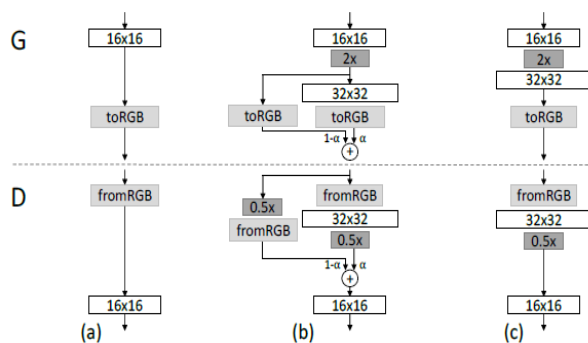 G
16x16
toRGB
16x16
2x
32x32
toRGB toRGB
1-α α
+
16x16
2x
32x32
toRGB
D
fromRGB
16x16
(a)
fromRGB
0.5x
32x32
fromRGB
0.5x
1-α α
+
16x16
(b)
fromRGB
32x32
0.5x
16x16
(c)